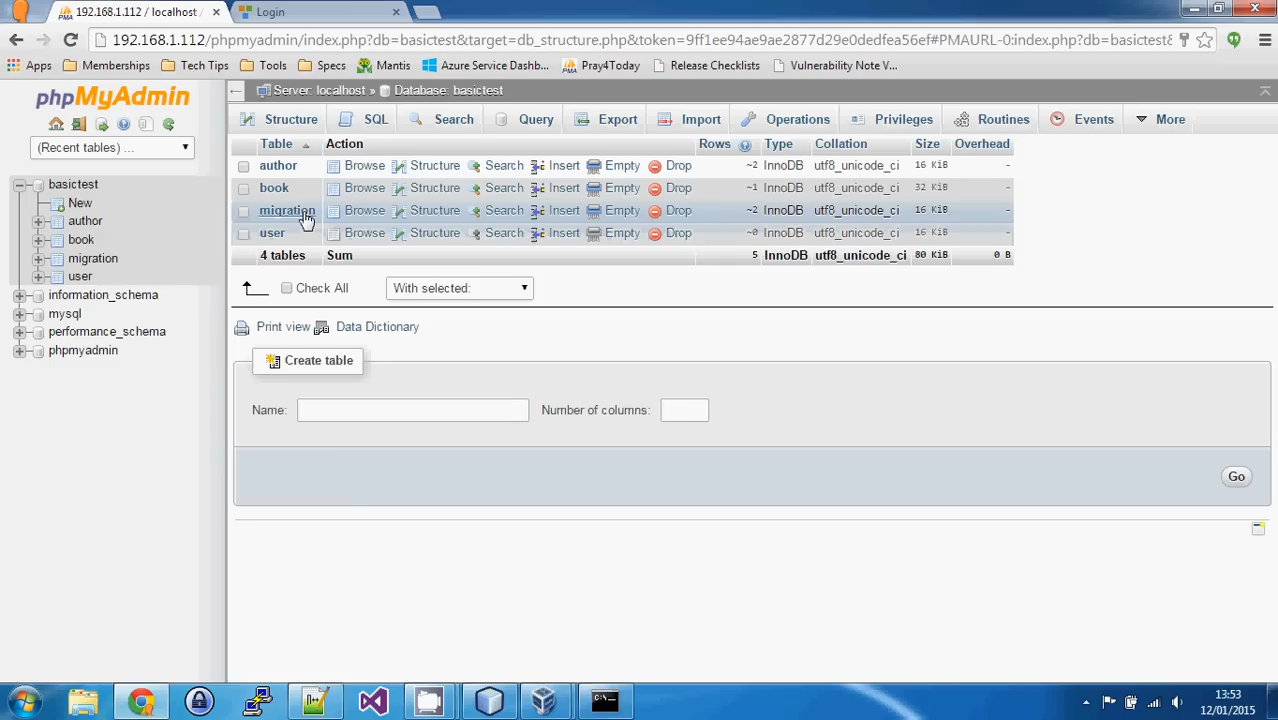 192.168.1.112 / localhost
Login
192.168.1.112/phpmyadmin/index.php?db=basictest&target=db_structure.php&token=9ff1ee94ae9ae2877d29e0dedfea56ef#PMAURL-0:index.php?db=basictest&
Apps Memberships Tech Tips Tools Specs Mantis Azure Service Dashb... Pray4Today Release Checklists Vulnerability Note V...
phpMyAdmin
(Recent tables) ...
basictest
New
author
book
migration
user
information_schema
mysql
performance_schema
phpmyadmin
Server: localhost » Database: basictest
Structure SQL Search Query Export Import Operations Privileges Routines Events More
Table Action Rows Type Collation Size Overhead
author Browse Structure Search Insert Empty Drop ~2 InnoDB utf8_unicode_ci 16 KiB -
book Browse Structure Search Insert Empty Drop ~1 InnoDB utf8_unicode_ci 32 KiB -
migration Browse Structure Search Insert Empty Drop ~2 InnoDB utf8_unicode_ci 16 KiB -
user Browse Structure Search Insert Empty Drop ~0 InnoDB utf8_unicode_ci 16 KiB -
4 tables Sum 5 InnoDB utf8_unicode_ci 80 KiB 0 B
Check All With selected:
Print view Data Dictionary
Create table
Name: Number of columns:
Go
13:53
12/01/2015